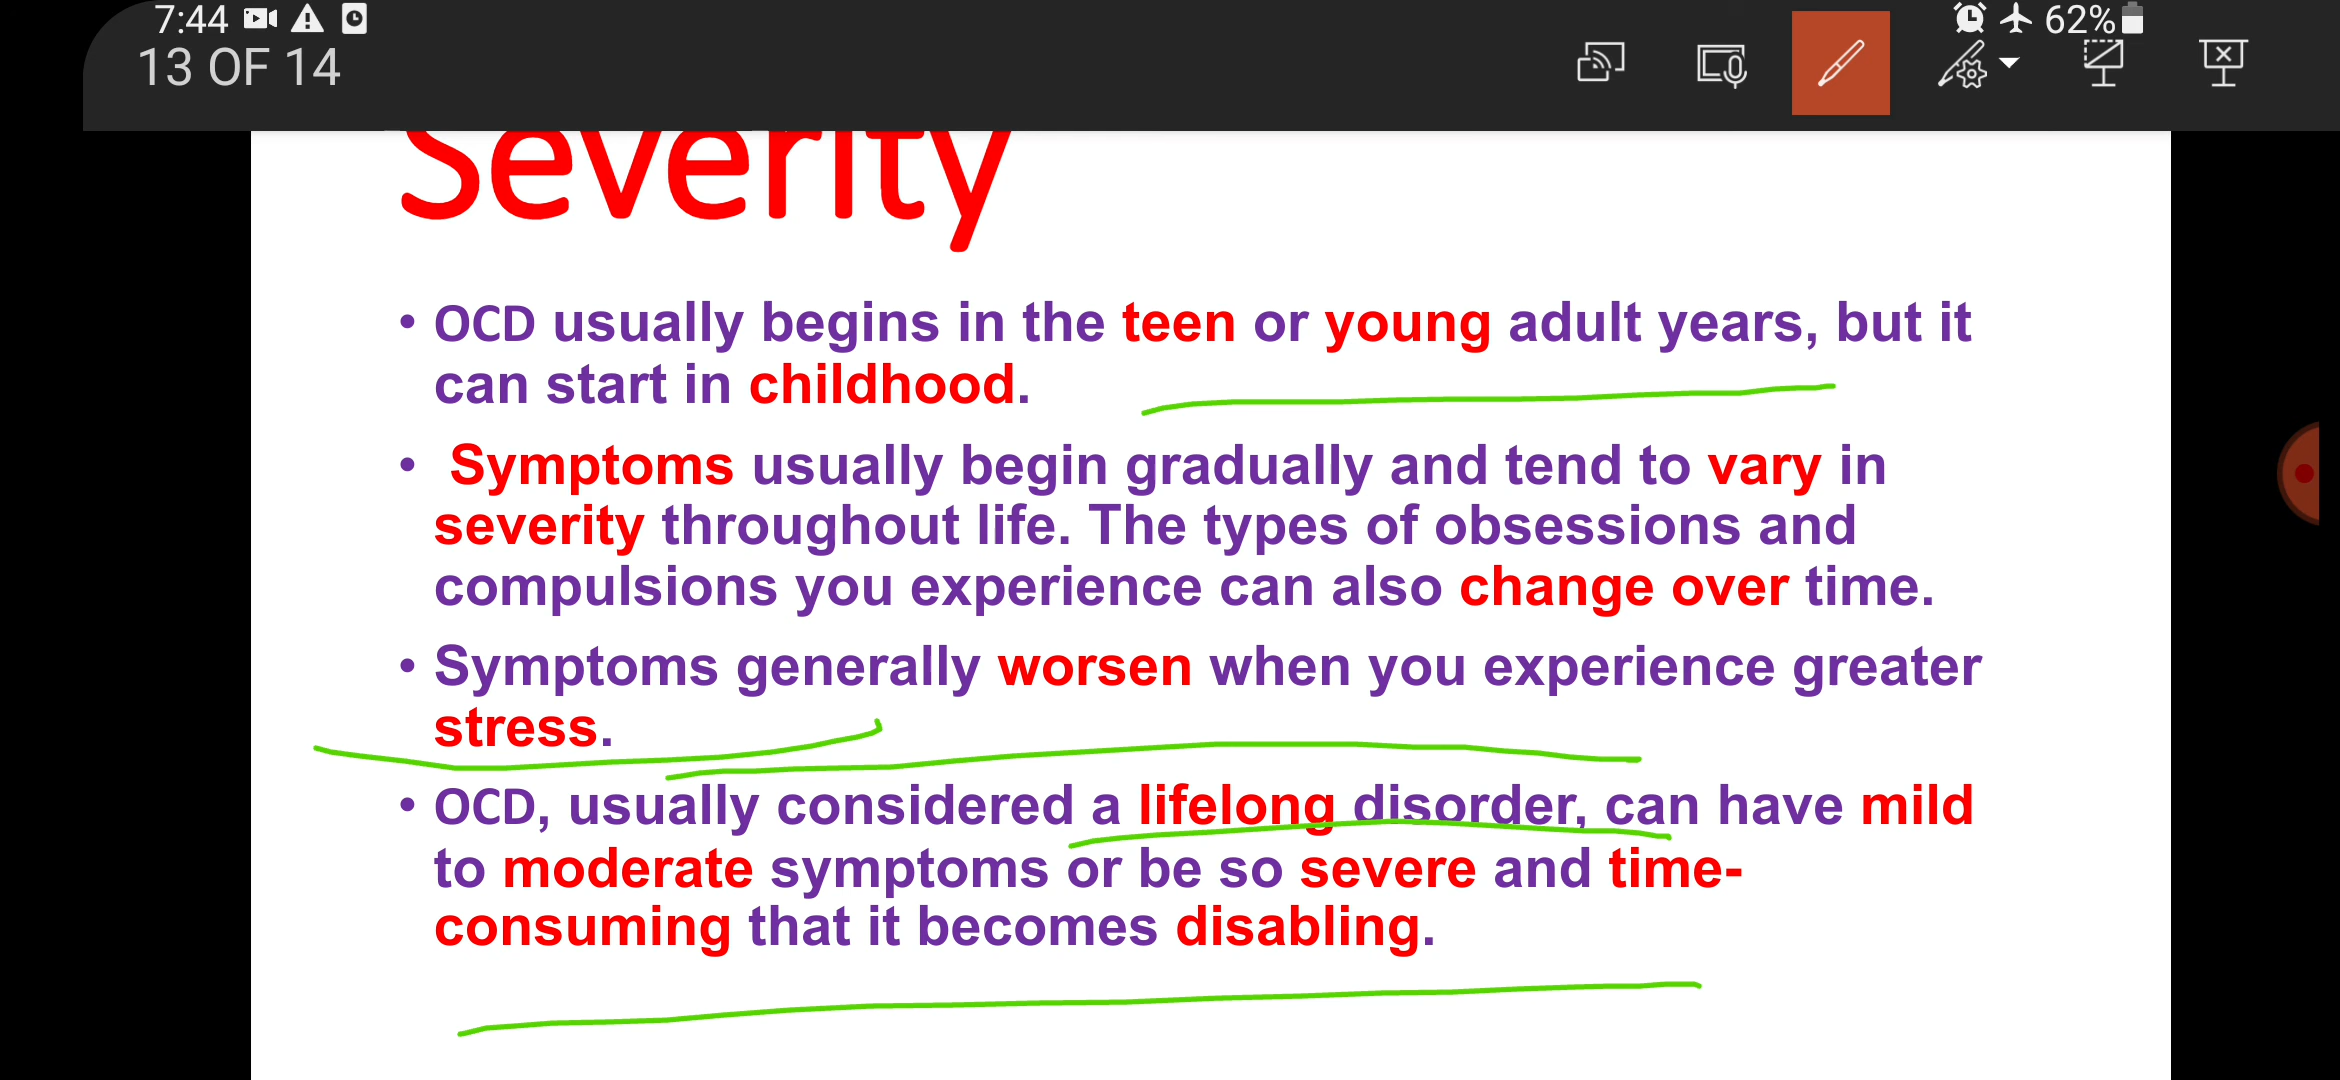 7:44
62%
13 OF 14
Severity
• OCD usually begins in the teen or young adult years, but it
can start in childhood.
• Symptoms usually begin gradually and tend to vary in
severity throughout life. The types of obsessions and
compulsions you experience can also change over time.
• Symptoms generally worsen when you experience greater
stress.
• OCD, usually considered a lifelong disorder, can have mild
to moderate symptoms or be so severe and time-
consuming that it becomes disabling.